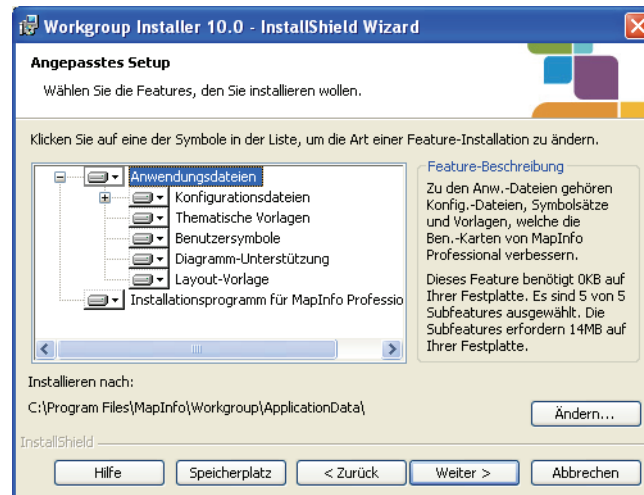 Workgroup Installer 10.0 - InstallShield Wizard
Angepasstes Setup
Wählen Sie die Features, den Sie installieren wollen.
Klicken Sie auf eine der Symbole in der Liste, um die Art einer Feature-Installation zu ändern.
Anwendungsdateien
Konfigurationsdateien
Thematische Vorlagen
Benutzersymbole
Diagramm-Unterstützung
Layout-Vorlage
Installationsprogramm für MapInfo Professio
Feature-Beschreibung
Zu den Anw.-Dateien gehören
Konfig.-Dateien, Symbolsätze
und Vorlagen, welche die
Ben.-Karten von MapInfo
Professional verbessern.
Dieses Feature benötigt 0KB auf
Ihrer Festplatte. Es sind 5 von 5
Subfeatures ausgewählt. Die
Subfeatures erfordern 14MB auf
Ihrer Festplatte.
Installieren nach:
C:\Program Files\MapInfo\Workgroup\ApplicationData\
Ändern...
InstallShield
Hilfe
Speicherplatz
< Zurück
Weiter >
Abbrechen